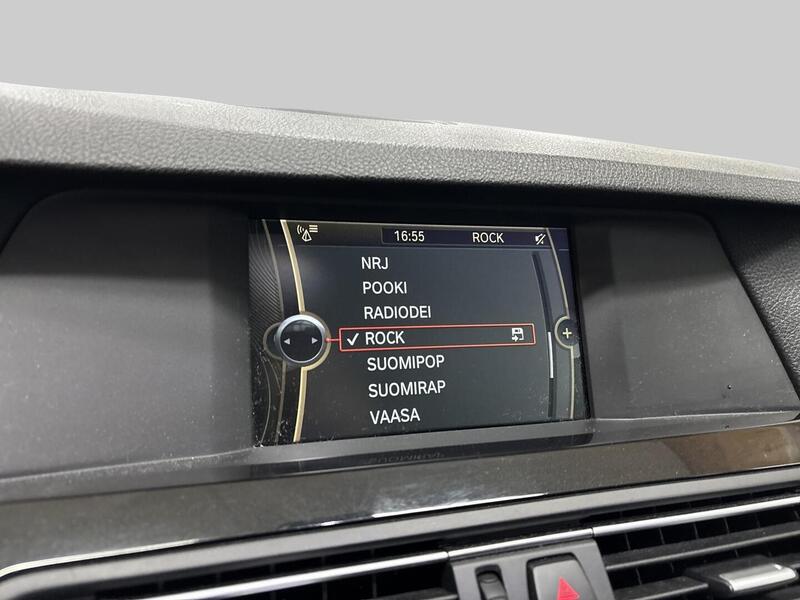 16:55 ROCK
NRJ
POOKI
RADIODEI
ROCK
SUOMIPOP
SUOMIRAP
VAASA